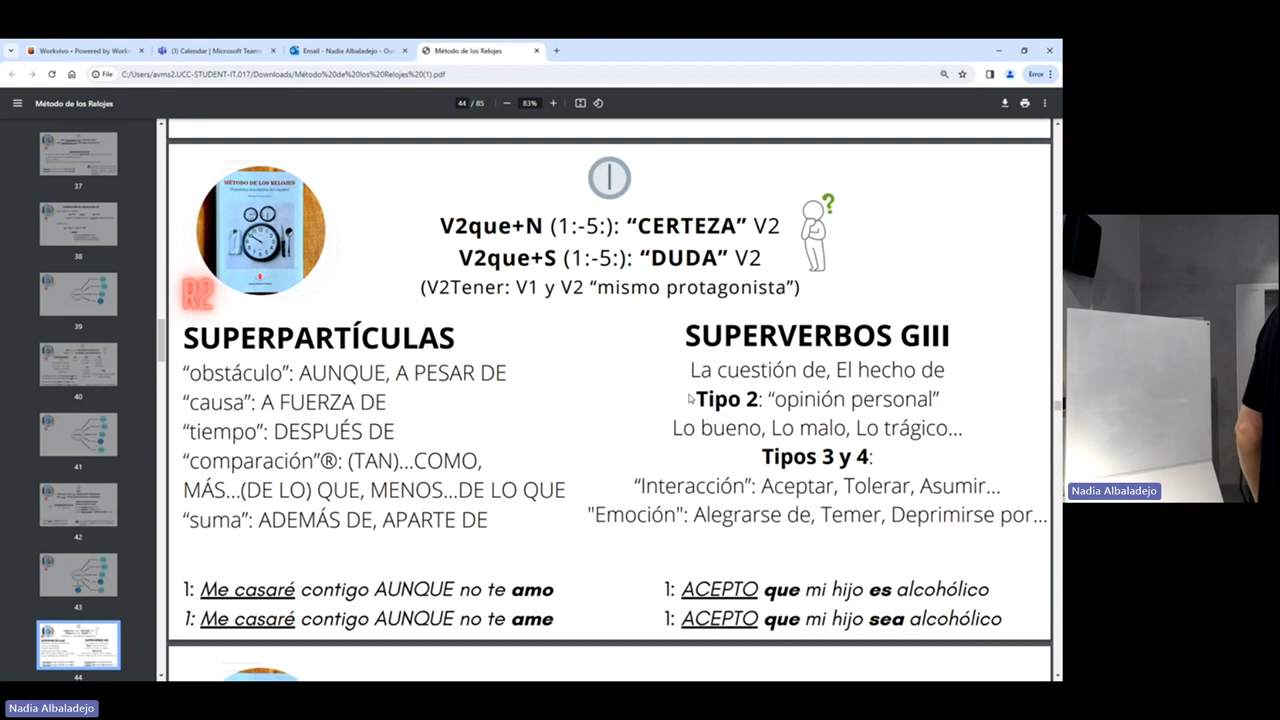 Workvivo • Powered by Work
(1) Calendar | Microsoft Teams
Email - Nadia Albaladejo - Ou
Método de los Relojes
File
C:/Users/avms2.UCC-STUDENT-IT.017/Downloads/Método%20de%20los%20Relojes%20(1).pdf
Error
Método de los Relojes
44 / 85
83%
37
38
39
40
41
42
43
44
MÉTODO DE LOS RELOJES
R2
V2que+N (1:-5:): “CERTEZA” V2
V2que+S (1:-5:): “DUDA” V2
(V2Tener: V1 y V2 “mismo protagonista”)
?
SUPERPARTÍCULAS
“obstáculo”: AUNQUE, A PESAR DE
“causa”: A FUERZA DE
“tiempo”: DESPUÉS DE
“comparación”®: (TAN)...COMO,
MÁS...(DE LO) QUE, MENOS...DE LO QUE
“suma”: ADEMÁS DE, APARTE DE
1: Me casaré contigo AUNQUE no te amo
1: Me casaré contigo AUNQUE no te ame
SUPERVERBOS GIII
La cuestión de, El hecho de
Tipo 2: “opinión personal”
Lo bueno, Lo malo, Lo trágico...
Tipos 3 y 4:
“Interacción”: Aceptar, Tolerar, Asumir...
"Emoción": Alegrarse de, Temer, Deprimirse por...
1: ACEPTO que mi hijo es alcohólico
1: ACEPTO que mi hijo sea alcohólico
Nadia Albaladejo
Nadia Albaladejo